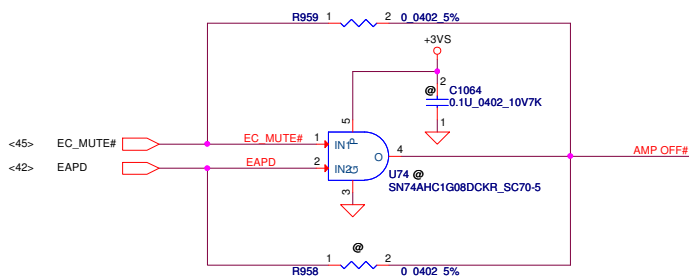 R959 1 2 0_0402_5%
+3VS
2
@ C1064
0.1U_0402_10V7K
1
5
<45> EC_MUTE# EC_MUTE# 1 IN1 P
O 4 AMP OFF#
<42> EAPD EAPD 2 IN2 G
U74 @
3 SN74AHC1G08DCKR_SC70-5
@
1 2
R958 0_0402_5%